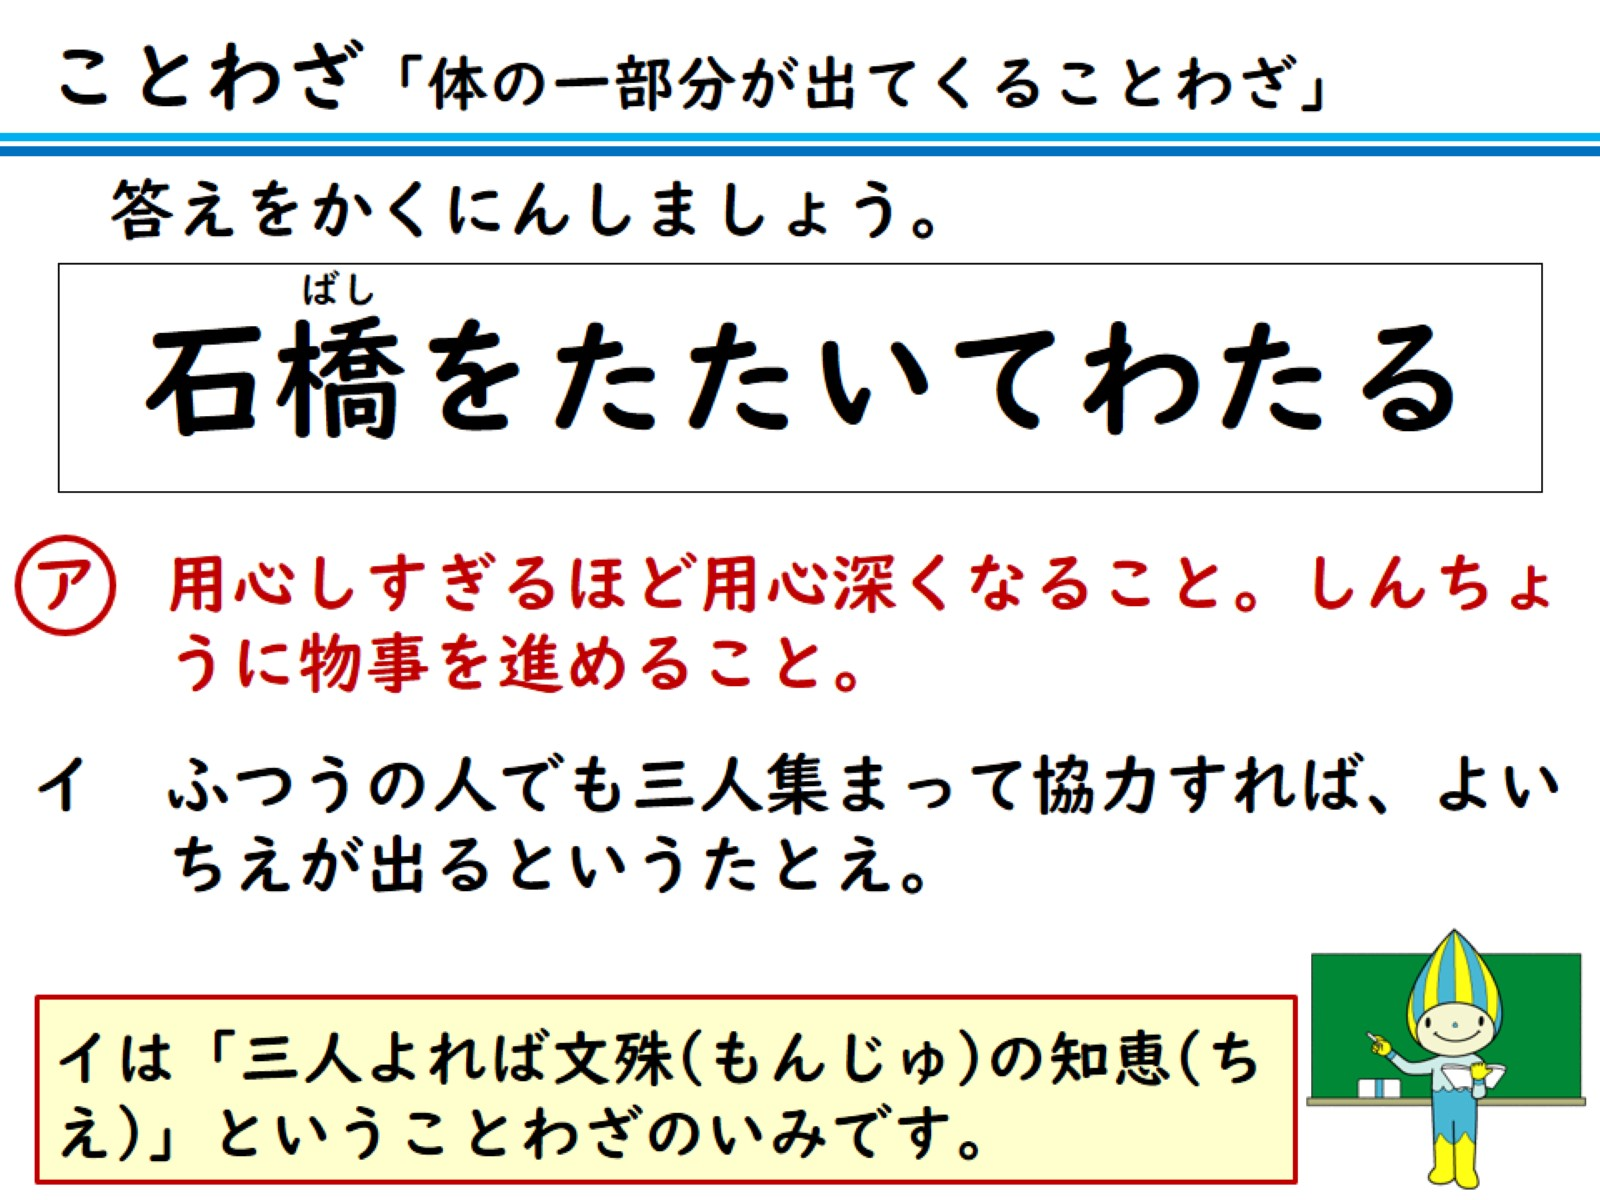 ことわざ「体の一部分が出てくることわざ」
答えをかくにんしましょう。
ばし
石橋をたたいてわたる
ア 用心しすぎるほど用心深くなること。しんちょ
うに物事を進めること。
イ ふつうの人でも三人集まって協力すれば、よい
ちえが出るというたとえ。
イは「三人よれば文殊(もんじゅ)の知恵(ち
え)」ということわざのいみです。